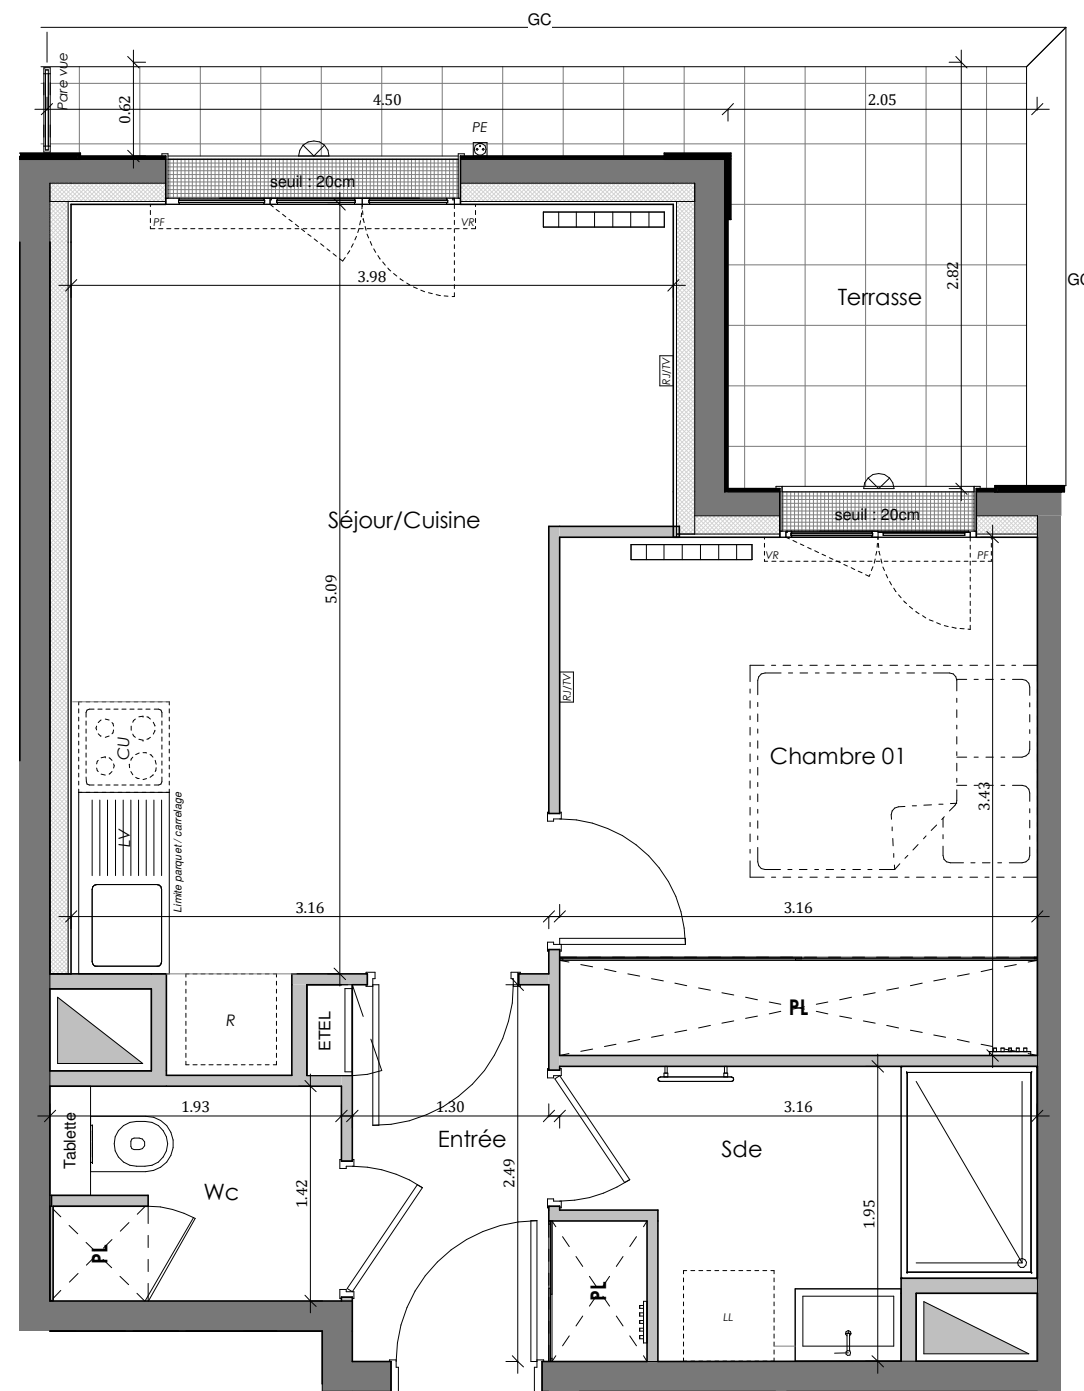 GC
Pare vue
0.62
4.50
2.05
PE
seuil : 20cm
PF
VR
3.98
2.82
GC
Terrasse
RJ/TV
seuil : 20cm
Séjour/Cuisine
VR
PF
5.09
RJ/TV
CU
Chambre 01
3.43
LV
Limite parquet / carrelage
3.16
3.16
PL
R
ETEL
1.93
1.30
3.16
Tablette
Entrée
Sde
Wc
1.42
2.49
1.95
PL
PL
LL